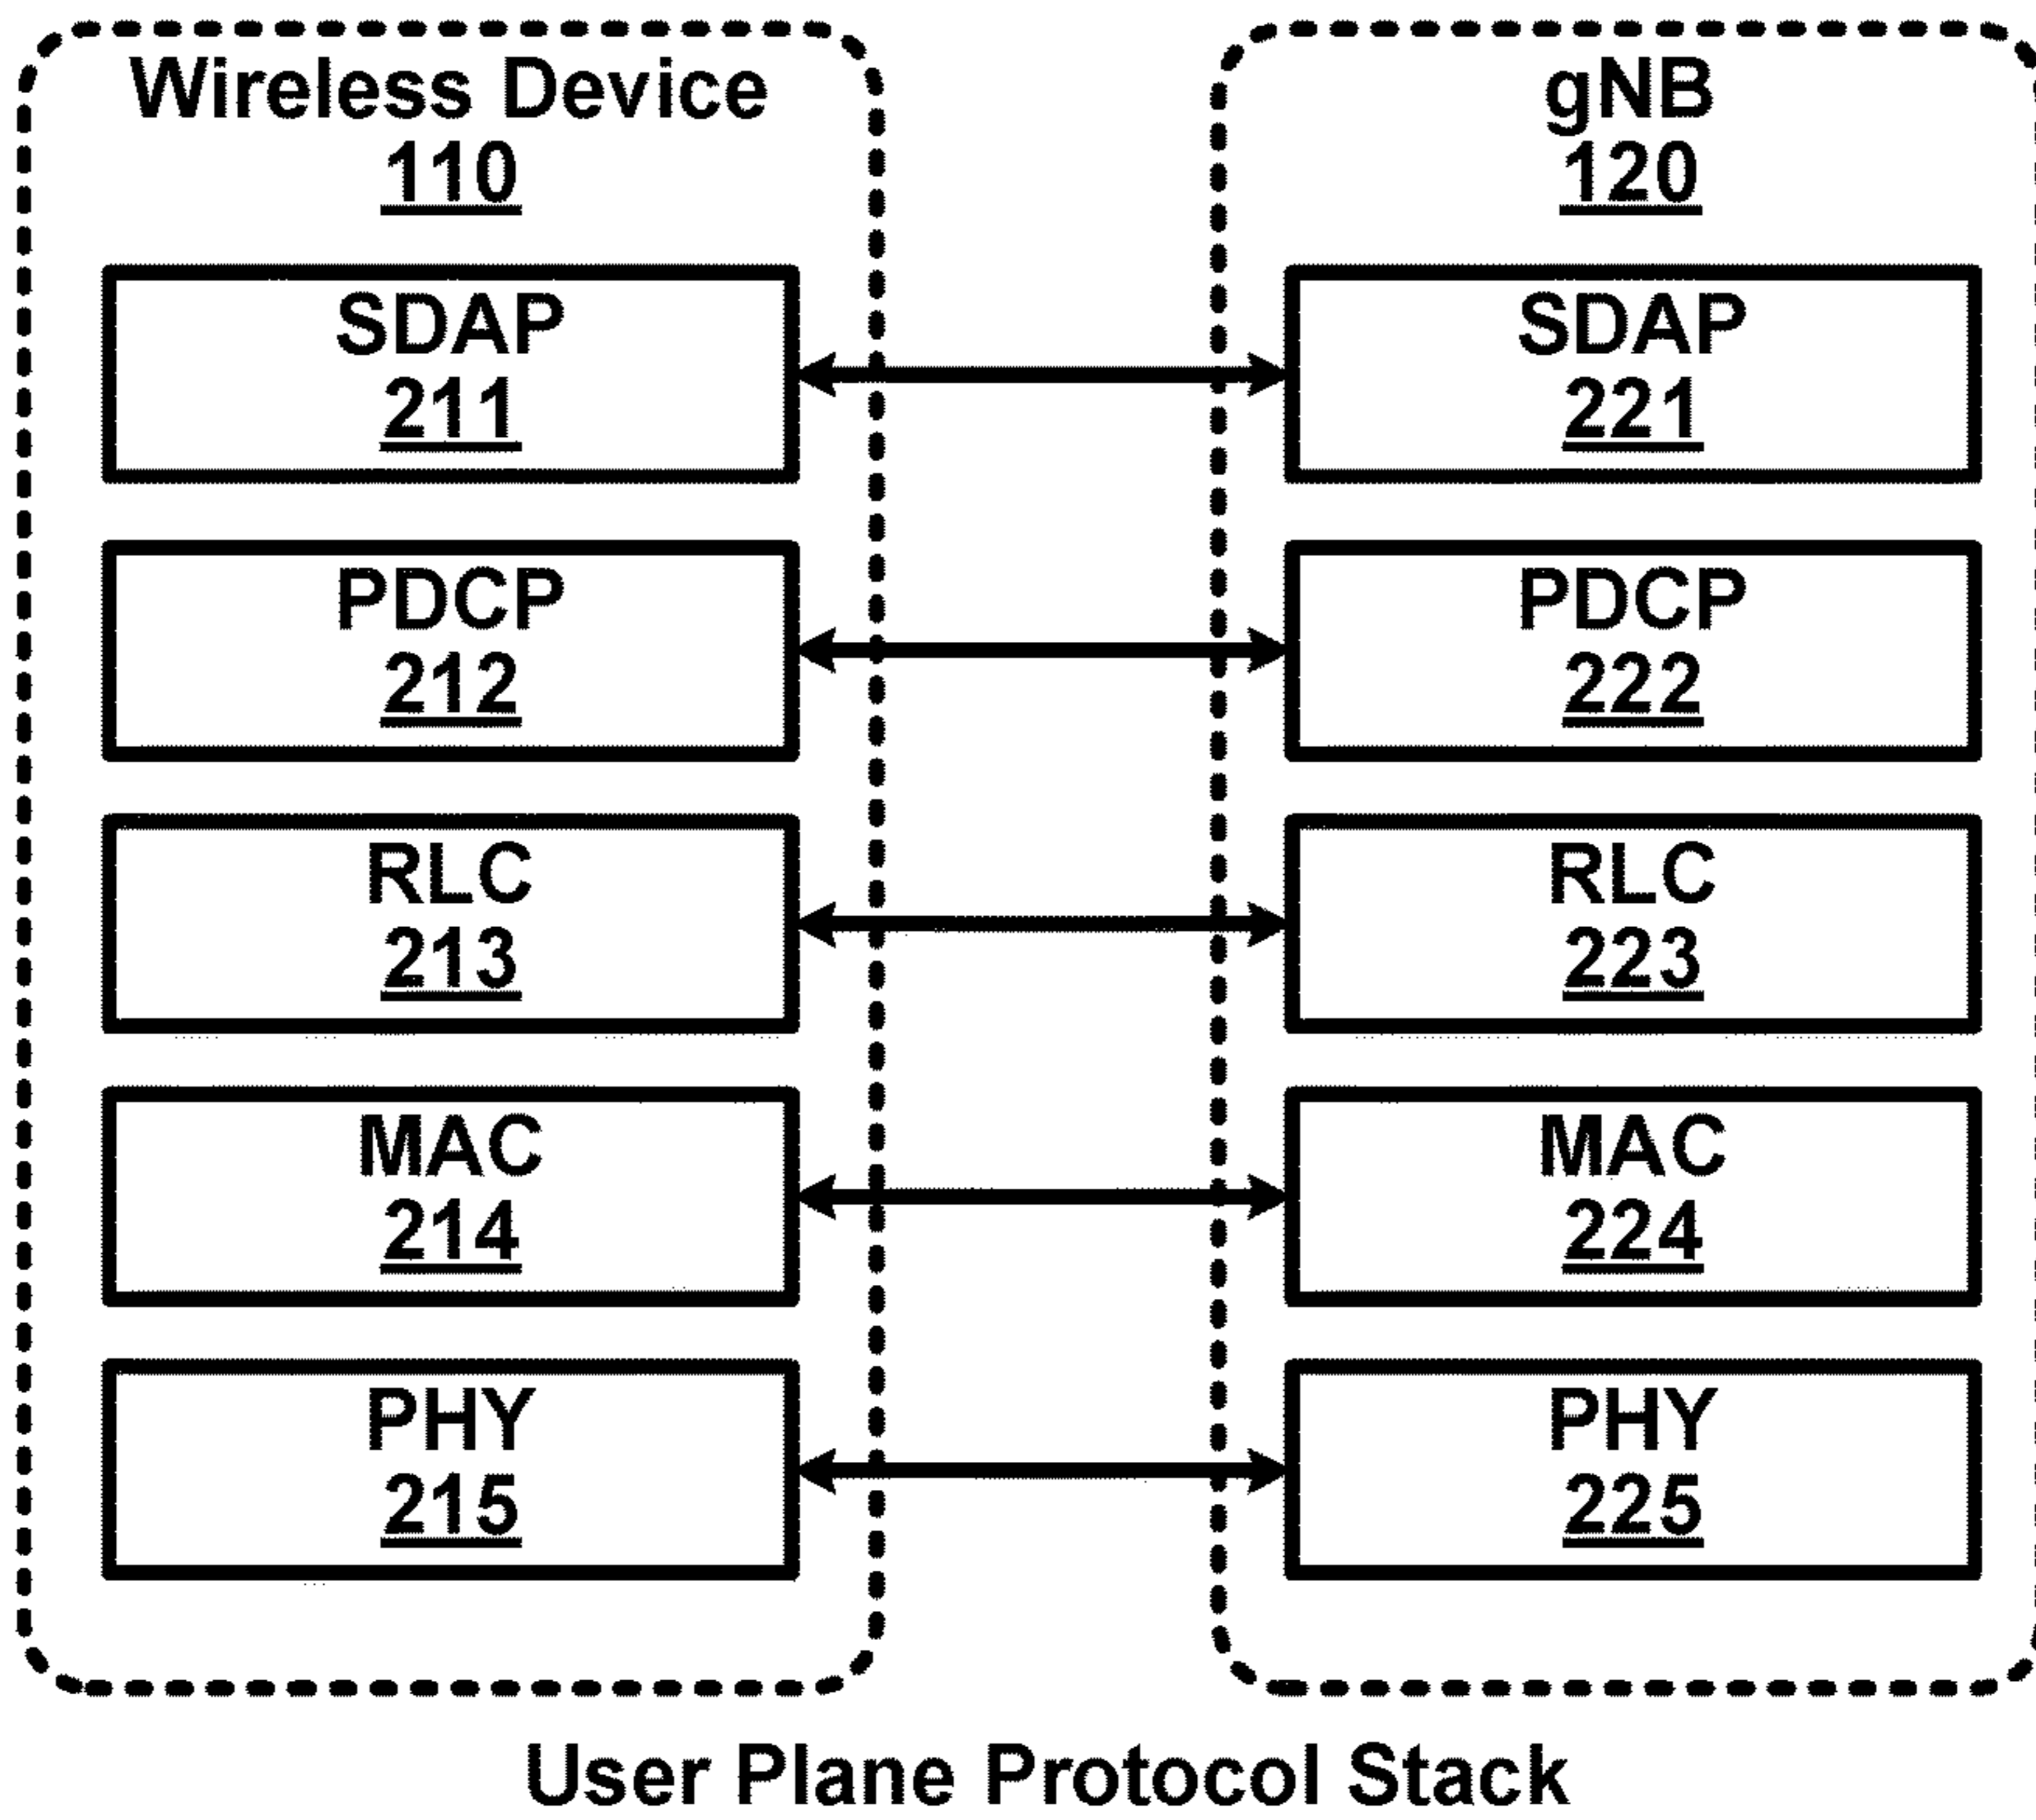 Wireless Device
110
SDAP
211
PDCP
212
RLC
213
MAC
214
PHY
215
gNB
120
SDAP
221
PDCP
222
RLC
223
MAC
224
PHY
225
User Plane Protocol Stack